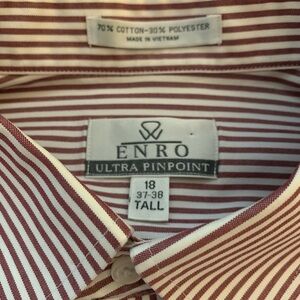 70% COTTON-30% POLYESTER
MADE IN VIETNAM
ENRO
ULTRA PINPOINT
18
37-38
TALL